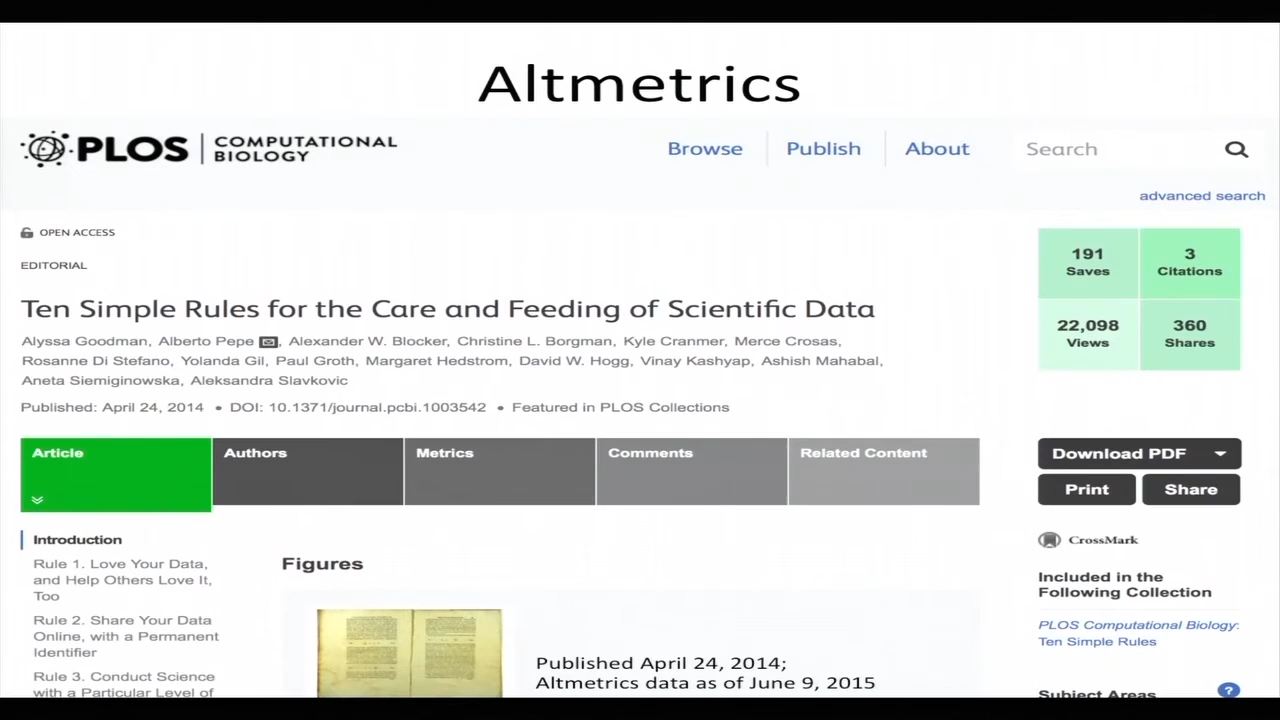 Altmetrics
PLOS | COMPUTATIONAL
BIOLOGY
Browse
Publish
About
Search
advanced search
OPEN ACCESS
EDITORIAL
Ten Simple Rules for the Care and Feeding of Scientific Data
Alyssa Goodman, Alberto Pepe , Alexander W. Blocker, Christine L. Borgman, Kyle Cranmer, Merce Crosas,
Rosanne Di Stefano, Yolanda Gil, Paul Groth, Margaret Hedstrom, David W. Hogg, Vinay Kashyap, Ashish Mahabal,
Aneta Siemiginowska, Aleksandra Slavkovic
Published: April 24, 2014 • DOI: 10.1371/journal.pcbi.1003542 • Featured in PLOS Collections
191
Saves
3
Citations
22,098
Views
360
Shares
Article
Authors
Metrics
Comments
Related Content
Download PDF
Print
Share
CrossMark
Included in the
Following Collection
PLOS Computational Biology:
Ten Simple Rules
Subject Areas
?
Introduction
Rule 1. Love Your Data,
and Help Others Love It,
Too
Rule 2. Share Your Data
Online, with a Permanent
Identifier
Rule 3. Conduct Science
with a Particular Level of
Figures
Published April 24, 2014;
Altmetrics data as of June 9, 2015